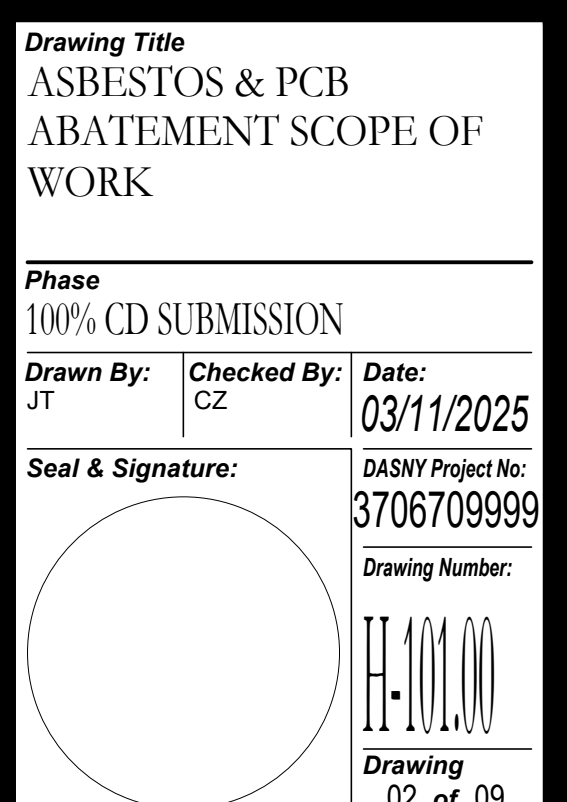 Drawing Title
ASBESTOS & PCB
ABATEMENT SCOPE OF
WORK
Phase
100% CD SUBMISSION
Drawn By:
JT
Checked By:
CZ
Date:
03/11/2025
Seal & Signature:
DASNY Project No:
3706709999
Drawing Number:
H-101.00
Drawing
02 of 09